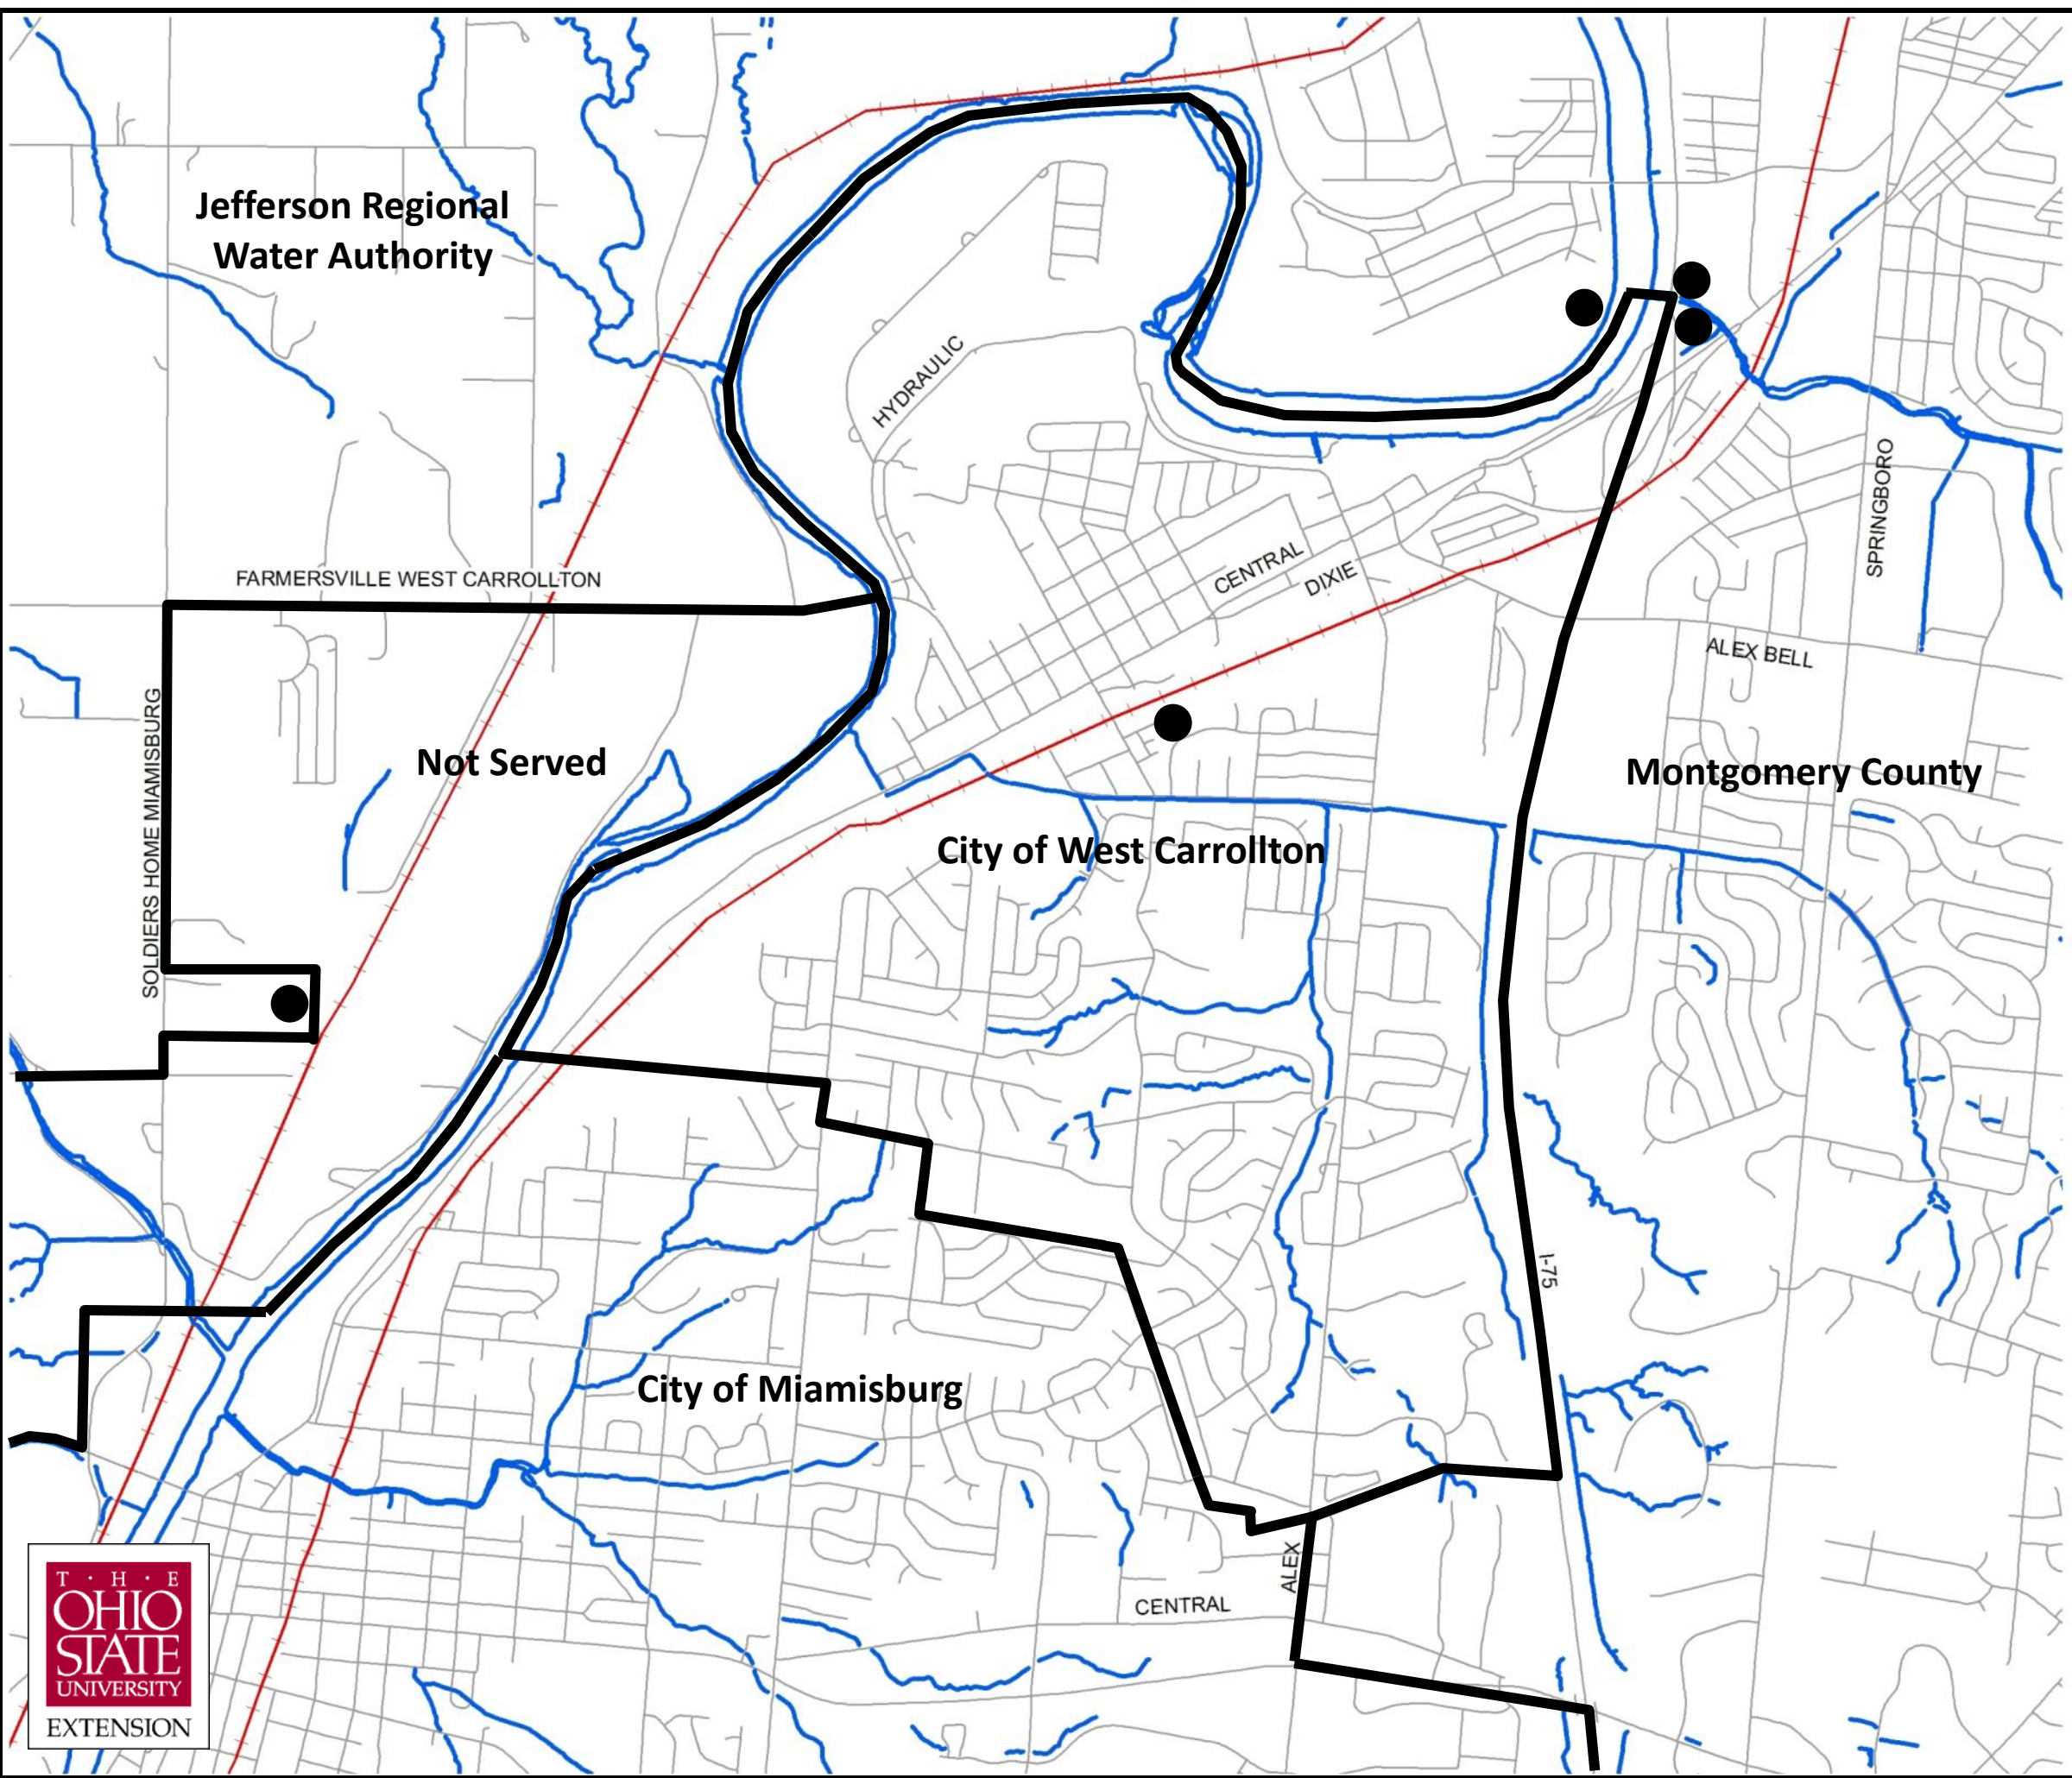 Jefferson Regional
Water Authority
HYDRAULIC
SPRINGBORO
CENTRAL
DIXIE
FARMERSVILLE WEST CARROLLTON
ALEX BELL
SOLDIERS HOME MIAMISBURG
Not Served
Montgomery County
City of West Carrollton
I-75
City of Miamisburg
ALEX
CENTRAL
T · H · E
OHIO
STATE
UNIVERSITY
EXTENSION